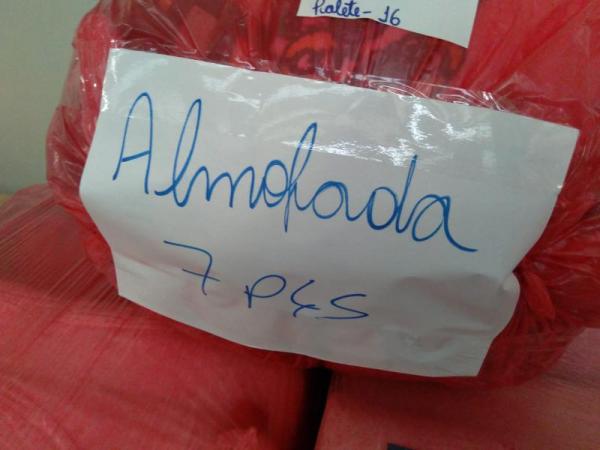 Palete - 16
Almofada
7 PÇS